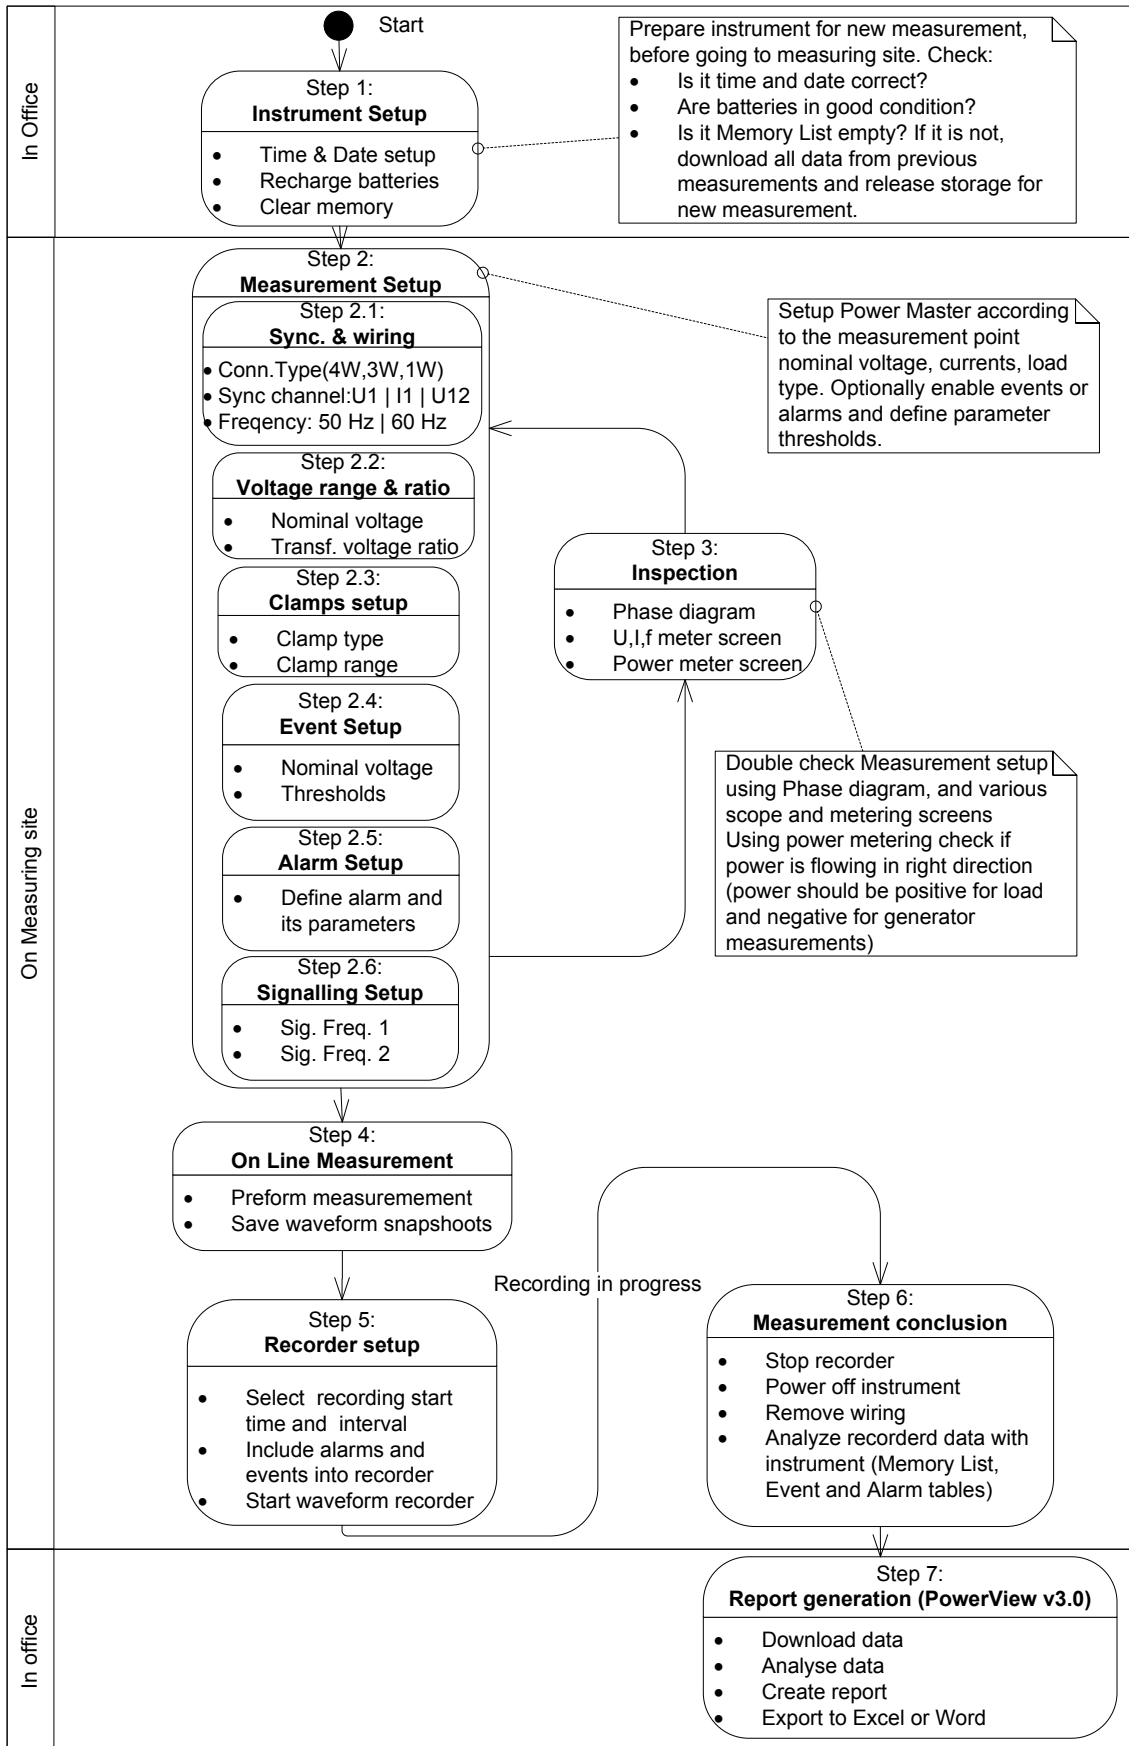 In Office
Start
Step 1:
Instrument Setup
• Time & Date setup
• Recharge batteries
• Clear memory
Prepare instrument for new measurement,
before going to measuring site. Check:
• Is it time and date correct?
• Are batteries in good condition?
• Is it Memory List empty? If it is not,
download all data from previous
measurements and release storage for
new measurement.
On Measuring site
Step 2:
Measurement Setup
Step 2.1:
Sync. & wiring
• Conn.Type(4W,3W,1W)
• Sync channel:U1 | I1 | U12
• Freqency: 50 Hz | 60 Hz
Step 2.2:
Voltage range & ratio
• Nominal voltage
• Transf. voltage ratio
Step 2.3:
Clamps setup
• Clamp type
• Clamp range
Step 2.4:
Event Setup
• Nominal voltage
• Thresholds
Step 2.5:
Alarm Setup
• Define alarm and
its parameters
Step 2.6:
Signalling Setup
• Sig. Freq. 1
• Sig. Freq. 2
Setup Power Master according
to the measurement point
nominal voltage, currents, load
type. Optionally enable events or
alarms and define parameter
thresholds.
Step 3:
Inspection
• Phase diagram
• U,I,f meter screen
• Power meter screen
Double check Measurement setup
using Phase diagram, and various
scope and metering screens
Using power metering check if
power is flowing in right direction
(power should be positive for load
and negative for generator
measurements)
Step 4:
On Line Measurement
• Preform measuremement
• Save waveform snapshoots
Step 5:
Recorder setup
• Select recording start
time and interval
• Include alarms and
events into recorder
• Start waveform recorder
Recording in progress
Step 6:
Measurement conclusion
• Stop recorder
• Power off instrument
• Remove wiring
• Analyze recorderd data with
instrument (Memory List,
Event and Alarm tables)
In office
Step 7:
Report generation (PowerView v3.0)
• Download data
• Analyse data
• Create report
• Export to Excel or Word